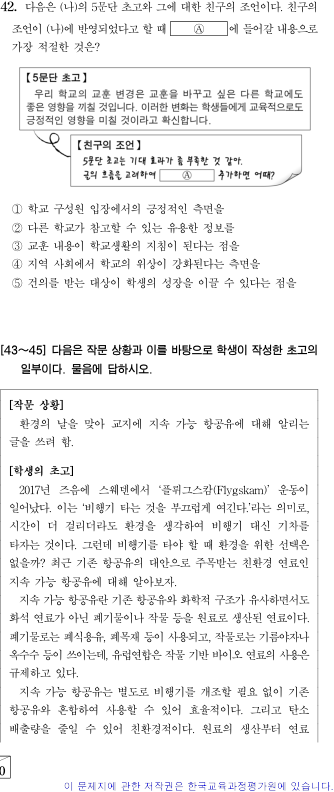 42. 다음은 (나)의 5문단 초고와 그에 대한 친구의 조언이다. 친구의
조언이 (나)에 반영되었다고 할 때 Ⓐ 에 들어갈 내용으로
가장 적절한 것은?
【5문단 초고】
우리 학교의 교훈 변경은 교훈을 바꾸고 싶은 다른 학교에도
좋은 영향을 끼칠 것입니다. 이러한 변화는 학생들에게 교육적으로도
긍정적인 영향을 미칠 것이라고 확신합니다.
【친구의 조언】
5문단 초고는 기대 효과가 좀 부족한 것 같아.
글의 흐름을 고려하여 Ⓐ 추가하면 어때?
① 학교 구성원 입장에서의 긍정적인 측면을
② 다른 학교가 참고할 수 있는 유용한 정보를
③ 교훈 내용이 학교생활의 지침이 된다는 점을
④ 지역 사회에서 학교의 위상이 강화된다는 측면을
⑤ 건의를 받는 대상이 학생의 성장을 이끌 수 있다는 점을
[43~45] 다음은 작문 상황과 이를 바탕으로 학생이 작성한 초고의
일부이다. 물음에 답하시오.
[작문 상황]
환경의 날을 맞아 교지에 지속 가능 항공유에 대해 알리는
글을 쓰려 함.
[학생의 초고]
2017년 즈음에 스웨덴에서 ‘플뤼그스캄(Flygskam)’ 운동이
일어났다. 이는 ‘비행기 타는 것을 부끄럽게 여긴다.’라는 의미로,
시간이 더 걸리더라도 환경을 생각하여 비행기 대신 기차를
타자는 것이다. 그런데 비행기를 타야 할 때 환경을 위한 선택은
없을까? 최근 기존 항공유의 대안으로 주목받는 친환경 연료인
지속 가능 항공유에 대해 알아보자.
지속 가능 항공유란 기존 항공유와 화학적 구조가 유사하면서도
화석 연료가 아닌 폐기물이나 작물 등을 원료로 생산된 연료이다.
폐기물로는 폐식용유, 폐목재 등이 사용되고, 작물로는 기름야자나
옥수수 등이 쓰이는데, 유럽연합은 작물 기반 바이오 연료의 사용은
규제하고 있다.
지속 가능 항공유는 별도로 비행기를 개조할 필요 없이 기존
항공유와 혼합하여 사용할 수 있어 효율적이다. 그리고 탄소
배출량을 줄일 수 있어 친환경적이다. 원료의 생산부터 연료
0
이 문제지에 관한 저작권은 한국교육과정평가원에 있습니다.